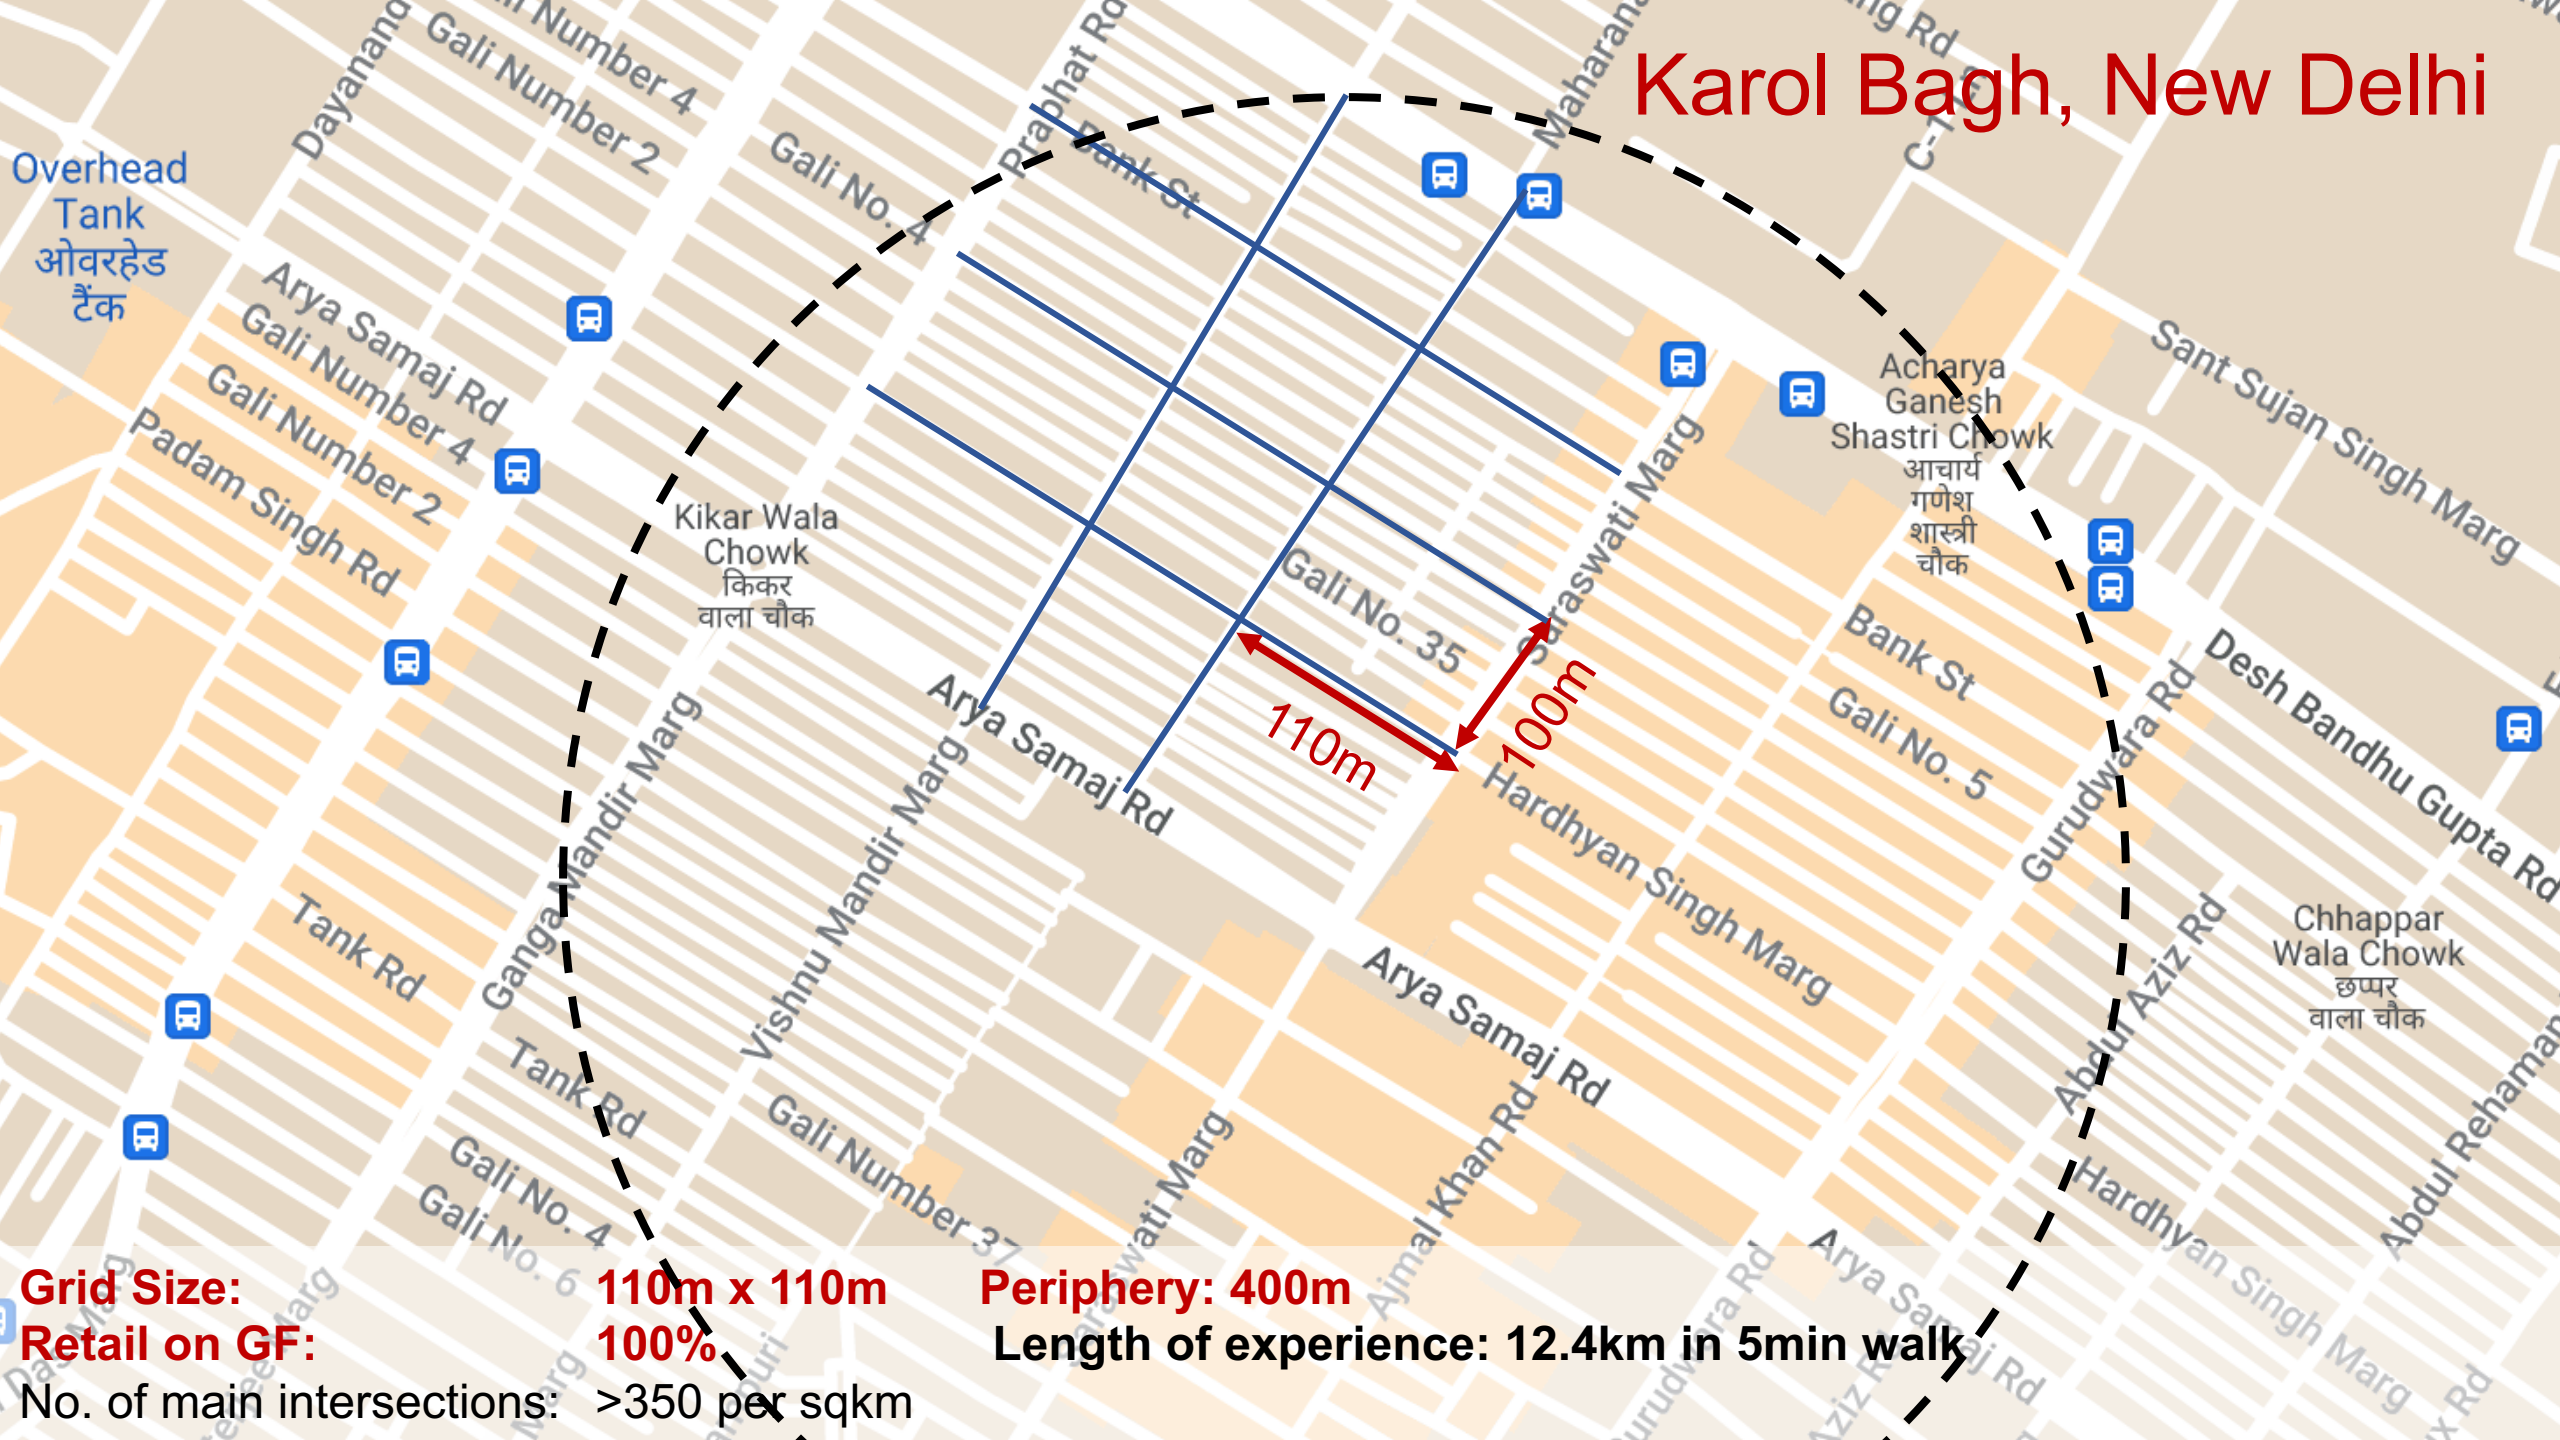 Karol Bagh, New Delhi
Dayanand
Gali Number 2
Number 4
Gali No. 4
Prabhat Rd
Bank St
Overhead
Tank
ओवरहेड
टैंक
Arya Samaj Rd
Gali Number 4
Gali Number 2
Padam Singh Rd
Kikar Wala
Chowk
किकर
वाला चौक
Acharya
Ganesh
Shastri Chowk
आचार्य
गणेश
शास्त्री
चौक
Sant Sujan Singh Marg
Saraswati Marg
Gali No. 35
110m
100m
Bank St
Gali No. 5
Gurudwara Rd
Desh Bandhu Gupta Rd
Arya Samaj Rd
Hardhyan Singh Marg
Ganga Mandir Marg
Vishnu Mandir Marg
Tank Rd
Tank Rd
Arya Samaj Rd
Chhappar
Wala Chowk
छप्पर
वाला चौक
Abdul Aziz Rd
Abdul Rehaman
Gali No. 4
Gali No. 6
Gali Number 37
Saraswati Marg
Ajmal Khan Rd
Hardhyan Singh Marg
Arya Samaj Rd
Gurudwara Rd
Grid Size: 110m x 110m Periphery: 400m
Retail on GF: 100% Length of experience: 12.4km in 5min walk
No. of main intersections: >350 per sqkm